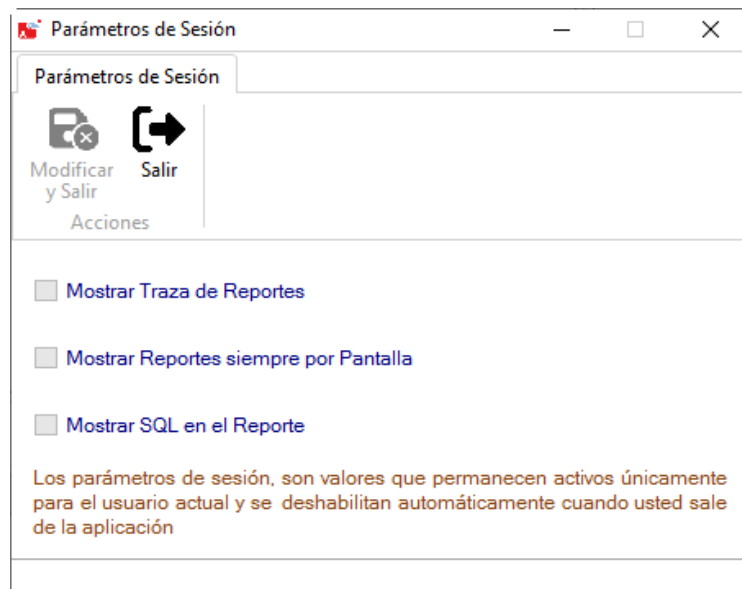 Parámetros de Sesión
Parámetros de Sesión
Modificar
y Salir
Salir
Acciones
Mostrar Traza de Reportes
Mostrar Reportes siempre por Pantalla
Mostrar SQL en el Reporte
Los parámetros de sesión, son valores que permanecen activos únicamente
para el usuario actual y se deshabilitan automáticamente cuando usted sale
de la aplicación